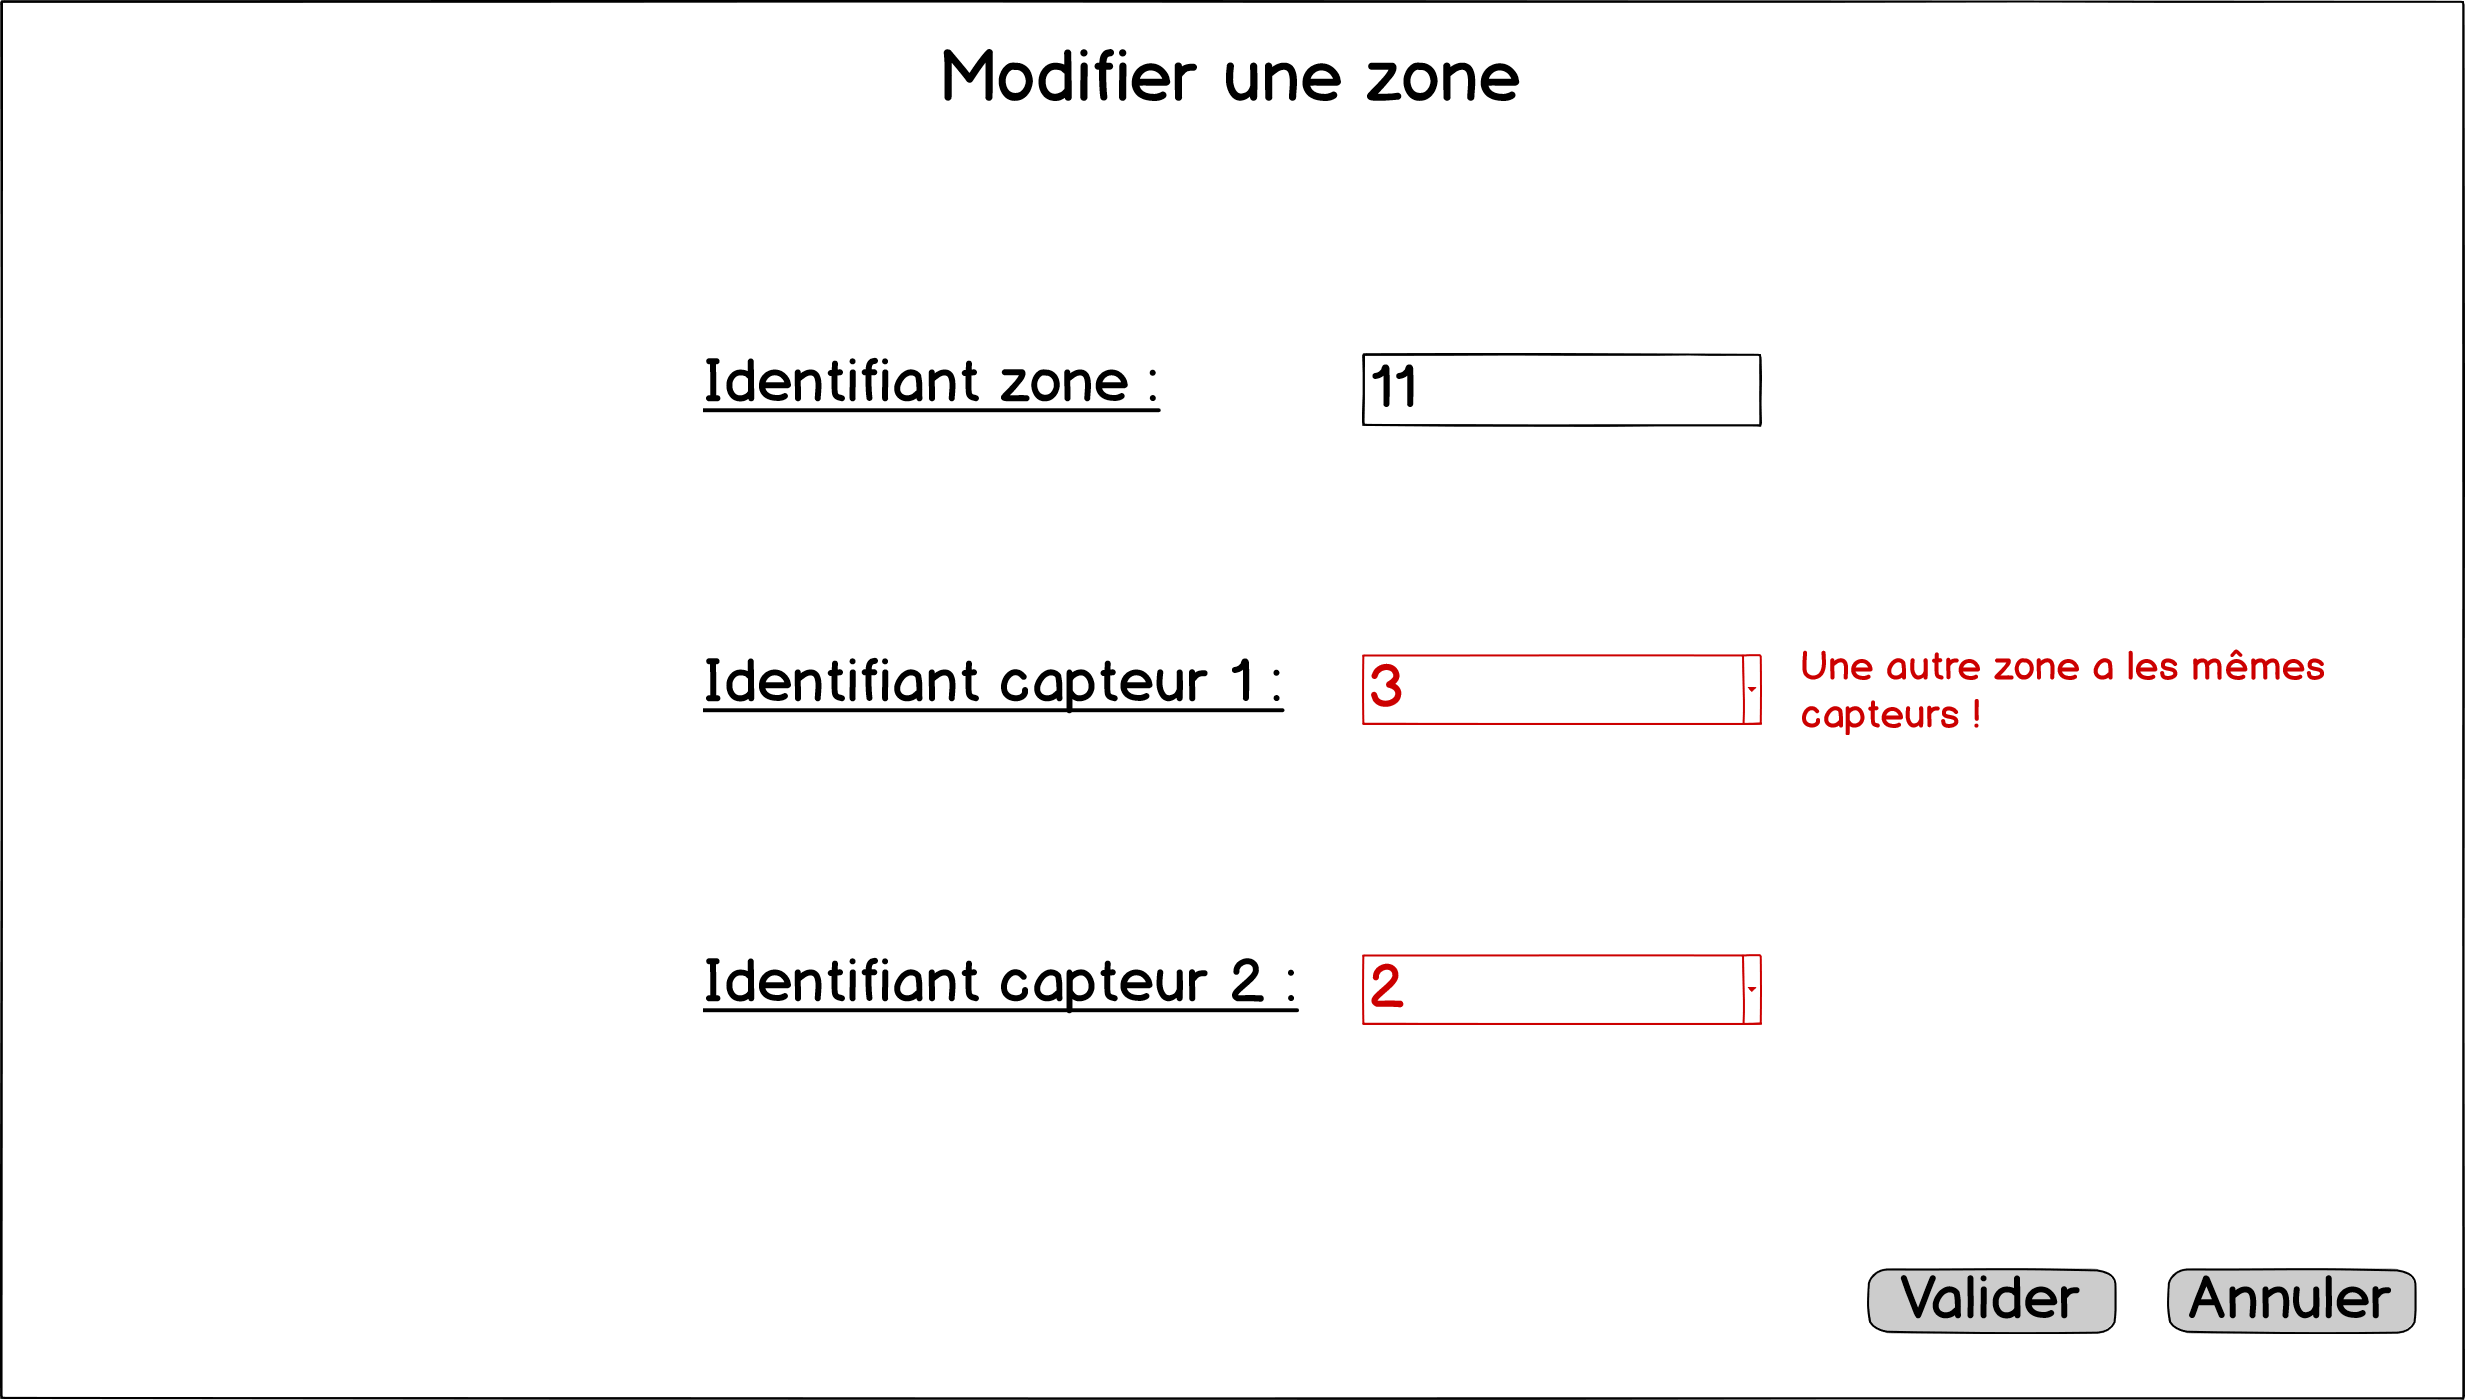 Modifier une zone
Identifiant zone : 11
Identifiant capteur 1 : 3
Une autre zone a les mêmes
capteurs !
Identifiant capteur 2 : 2
Valider Annuler